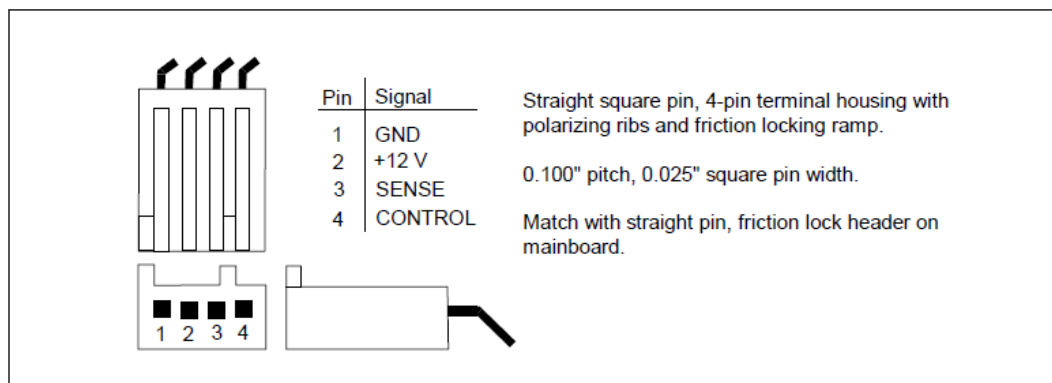 Pin Signal
1 GND
2 +12 V
3 SENSE
4 CONTROL
Straight square pin, 4-pin terminal housing with
polarizing ribs and friction locking ramp.
0.100" pitch, 0.025" square pin width.
Match with straight pin, friction lock header on
mainboard.
1 2 3 4